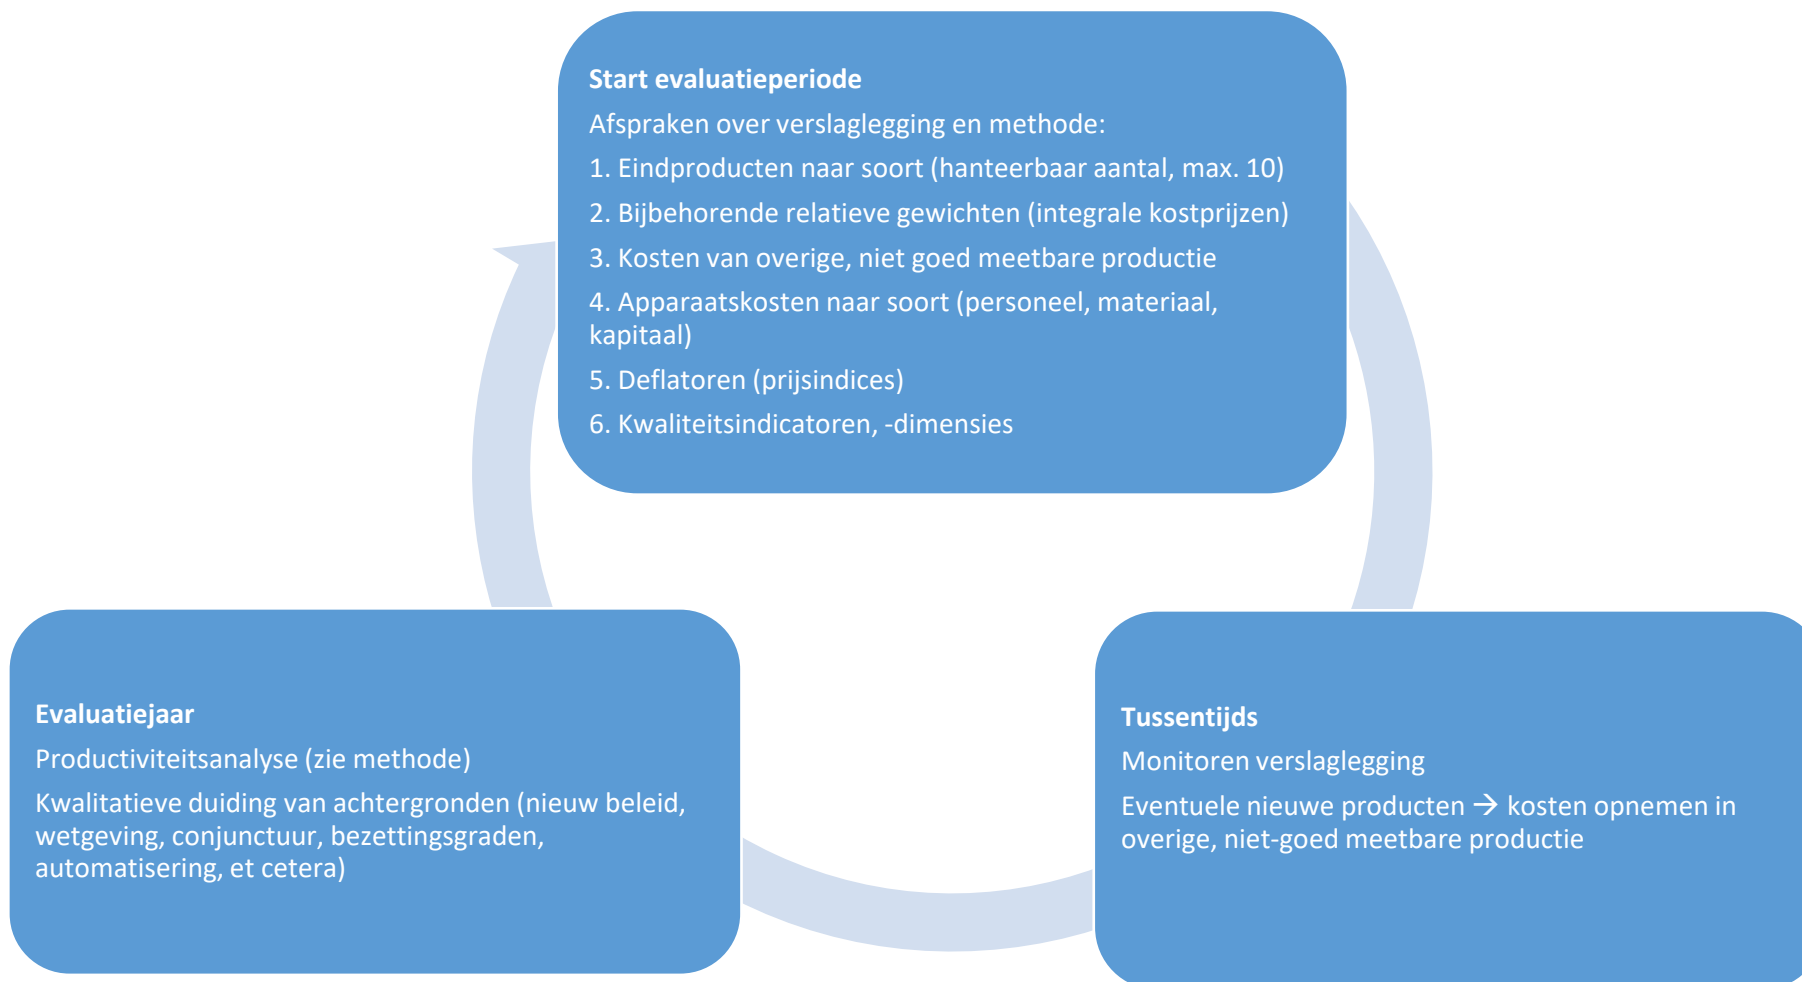 Start evaluatieperiode
Afspraken over verslaglegging en methode:
1. Eindproducten naar soort (hanteerbaar aantal, max. 10)
2. Bijbehorende relatieve gewichten (integrale kostprijzen)
3. Kosten van overige, niet goed meetbare productie
4. Apparaatskosten naar soort (personeel, materiaal,
kapitaal)
5. Deflatoren (prijsindices)
6. Kwaliteitsindicatoren, -dimensies
Tussentijds
Monitoren verslaglegging
Eventuele nieuwe producten → kosten opnemen in
overige, niet-goed meetbare productie
Evaluatiejaar
Productiviteitsanalyse (zie methode)
Kwalitatieve duiding van achtergronden (nieuw beleid,
wetgeving, conjunctuur, bezettingsgraden,
automatisering, et cetera)